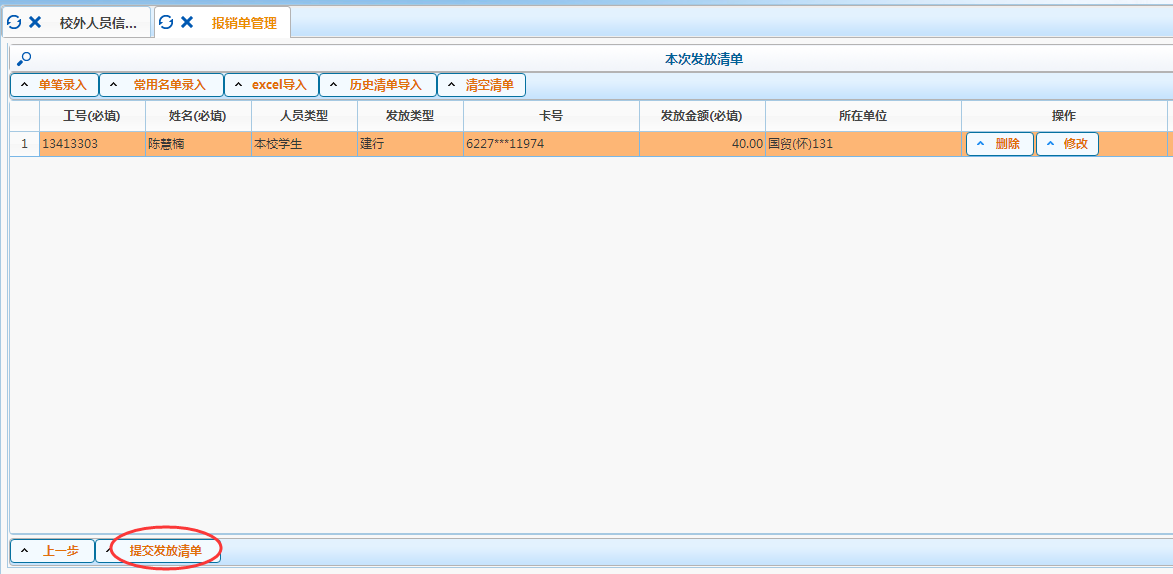 校外人员信... 报销单管理
本次发放清单
单笔录入 常用名单录入 excel导入 历史清单导入 清空清单
工号(必填) 姓名(必填) 人员类型 发放类型 卡号 发放金额(必填) 所在单位 操作
1 13413303 陈慧楠 本校学生 建行 6227***11974 40.00 国贸(怀)131 删除 修改
上一步 提交发放清单